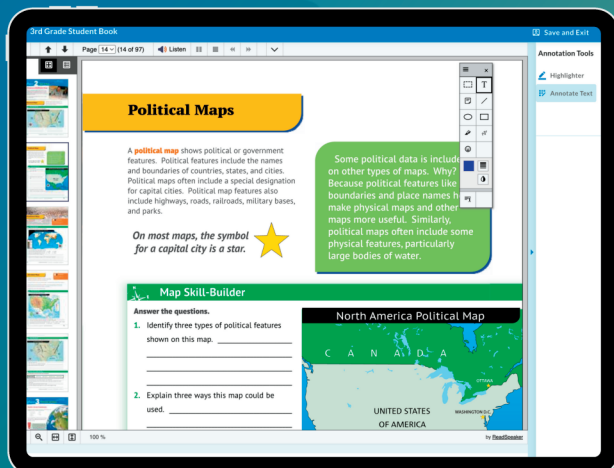 3rd Grade Student Book
Save and Exit
Page 14 (14 of 97) Listen
Annotation Tools
Highlighter
Annotate Text
Political Maps
A political map shows political or government
features. Political features include the names
and boundaries of countries, states, and cities.
Political maps often include a special designation
for capital cities. Political map features also
include highways, roads, railroads, military bases,
and parks.
On most maps, the symbol
for a capital city is a star.
Some political data is include
on other types of maps. Why?
Because political features like
boundaries and place names h
make physical maps and other
maps more useful. Similarly,
political maps often include some
physical features, particularly
large bodies of water.
Map Skill-Builder
Answer the questions.
1. Identify three types of political features
shown on this map.
2. Explain three ways this map could be
used.
North America Political Map
CANADA
OTTAWA
UNITED STATES
OF AMERICA
WASHINGTON D.C.
100 %
by ReadSpeaker